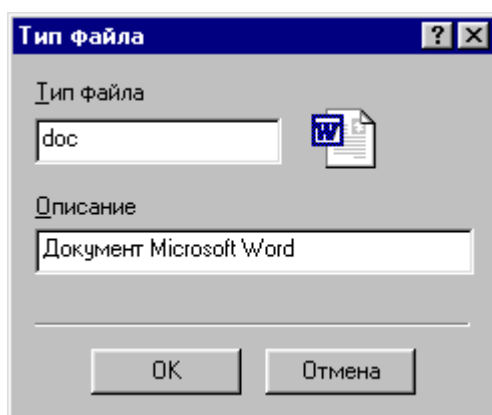 Тип файла
Тип файла
doc
W
Описание
Документ Microsoft Word
OK
Отмена